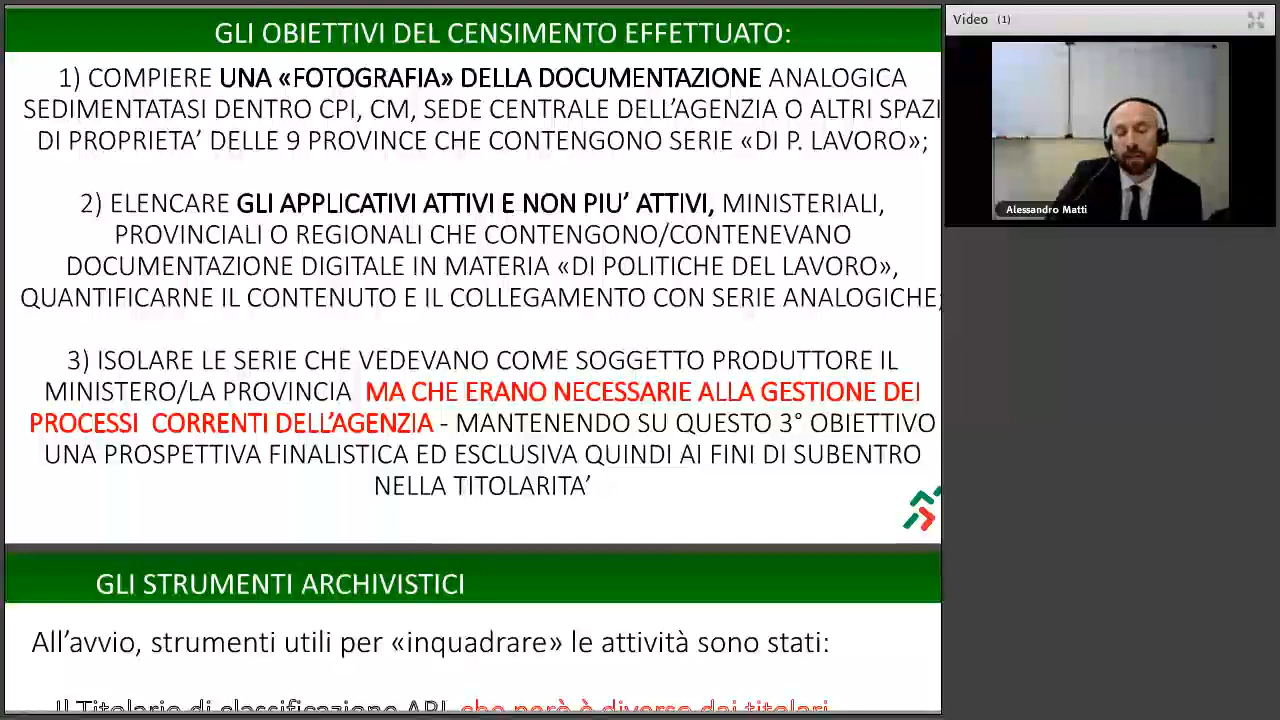 GLI OBIETTIVI DEL CENSIMENTO EFFETTUATO:
1) COMPIERE UNA «FOTOGRAFIA» DELLA DOCUMENTAZIONE ANALOGICA
SEDIMENTATASI DENTRO CPI, CM, SEDE CENTRALE DELL'AGENZIA O ALTRI SPAZI
DI PROPRIETA' DELLE 9 PROVINCE CHE CONTENGONO SERIE «DI P. LAVORO»;
2) ELENCARE GLI APPLICATIVI ATTIVI E NON PIU' ATTIVI, MINISTERIALI,
PROVINCIALI O REGIONALI CHE CONTENGONO/CONTENEVANO
DOCUMENTAZIONE DIGITALE IN MATERIA «DI POLITICHE DEL LAVORO»,
QUANTIFICARNE IL CONTENUTO E IL COLLEGAMENTO CON SERIE ANALOGICHE;
3) ISOLARE LE SERIE CHE VEDEVANO COME SOGGETTO PRODUTTORE IL
MINISTERO/LA PROVINCIA MA CHE ERANO NECESSARIE ALLA GESTIONE DEI
PROCESSI CORRENTI DELL'AGENZIA - MANTENENDO SU QUESTO 3° OBIETTIVO
UNA PROSPETTIVA FINALISTICA ED ESCLUSIVA QUINDI AI FINI DI SUBENTRO
NELLA TITOLARITA'
GLI STRUMENTI ARCHIVISTICI
All'avvio, strumenti utili per «inquadrare» le attività sono stati:
Il Titolario di classificazione ARL che però è diverso dai titolari
Video (1)
Alessandro Matti